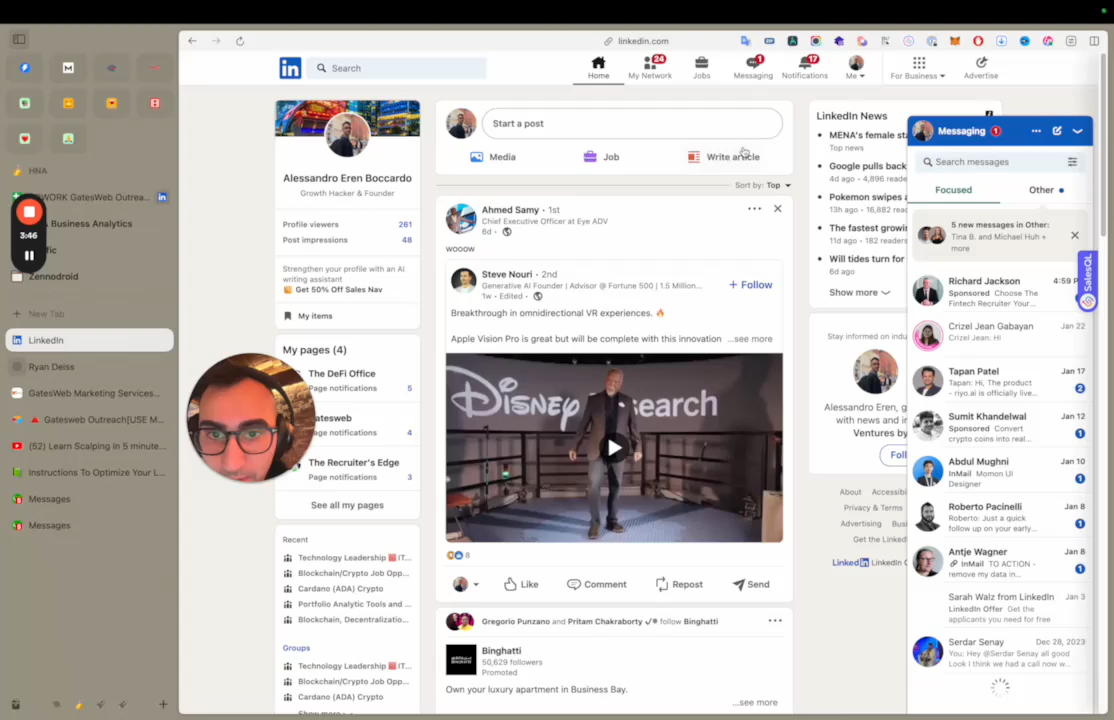 linkedin.com
HNA
WORK GatesWeb Outrea...
Business Analytics
3:46
Zennodroid
New Tab
LinkedIn
Ryan Deiss
GatesWeb Marketing Services...
Gatesweb Outreach[USE M...
(52) Learn Scalping In 5 minute...
Instructions To Optimize Your L...
Messages
Messages
in
Search
Home
24
My Network
Jobs
1
Messaging
17
Notifications
Me
For Business
Advertise
Alessandro Eren Boccardo
Growth Hacker & Founder
Profile viewers 261
Post impressions 48
Strengthen your profile with an AI
writing assistant
Get 50% Off Sales Nav
My items
My pages (4)
The DeFi Office
Page notifications 5
atesweb
notifications 4
The Recruiter's Edge
Page notifications 3
See all my pages
Recent
Technology Leadership (T...
Blockchain/Crypto Job Opp...
Cardano (ADA) Crypto
Portfolio Analytic Tools and ...
Blockchain, Decentralizatio...
Groups
Technology Leadership (T...
Blockchain/Crypto Job Opp...
Cardano (ADA) Crypto
Start a post
Media
Job
Write article
Sort by: Top
Ahmed Samy • 1st
Chief Executive Officer at Eye ADV
6d •
wooow
Steve Nouri • 2nd
Generative AI Founder | Advisor @ Fortune 500 | 1.5 Million...
1w • Edited •
+ Follow
Breakthrough in omnidirectional VR experiences. 🔥
Apple Vision Pro is great but will be complete with this innovation ...see more
Disney
search
8
Like
Comment
Repost
Send
Gregorio Punzano and Pritam Chakraborty follow Binghatti
Binghatti
50,629 followers
Promoted
Own your luxury apartment in Business Bay.
...see more
LinkedIn News
MENA's female sta
Top news
Google pulls back
4d ago • 4,896 reade
Pokemon swipes a
13h ago • 16,882 rea
The fastest growin
11d ago • 182 readers
Will tides turn for
6d ago
Show more
Stay informed on indu
Alessandro Eren, g
with news and in
Ventures by
Foll
About Accessibi
Privacy & Terms
Advertising Busi
Get the Linked
Linkedin LinkedIn C
Messaging 1
Search messages
Focused
Other
5 new messages in Other:
Tina B. and Michael Huh +
more
SalesQL
Richard Jackson 4:59 P
Sponsored Choose The
Fintech Recruiter Your...
Crizel Jean Gabayan Jan 22
Crizel Jean: HI
Tapan Patel Jan 17
Tapan: Hi, The product
- riyo.ai is officially live... 2
Sumit Khandelwal Jan 12
Sponsored Convert
crypto coins into real... 1
Abdul Mughni Jan 10
InMail Momon UI
Designer 1
Roberto Pacinelli Jan 8
Roberto: Just a quick
follow up on your early... 1
Antje Wagner Jan 8
InMail TO ACTION -
remove my data in... 1
Sarah Walz from LinkedIn Jan 3
LinkedIn Offer Get the
applicants you need for free
Serdar Senay Dec 28, 2023
You: Hey @Serdar Senay all good
Look I think we had a call now w...